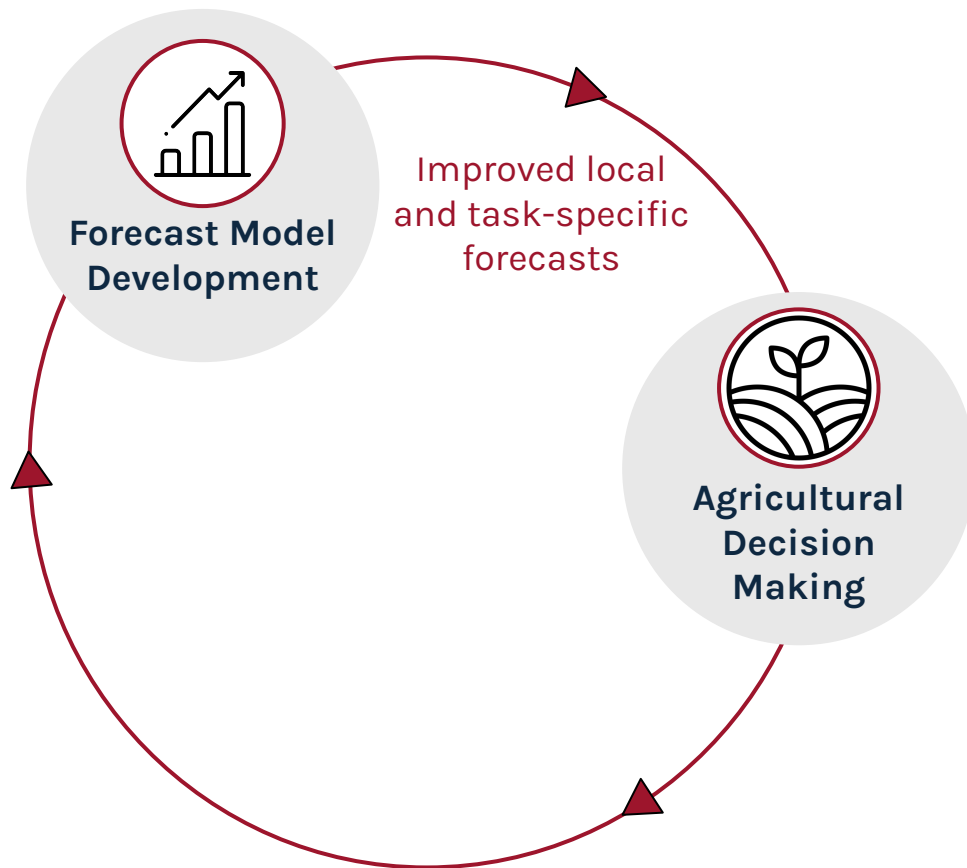 Forecast Model
Development
Improved local
and task-specific
forecasts
Agricultural
Decision
Making